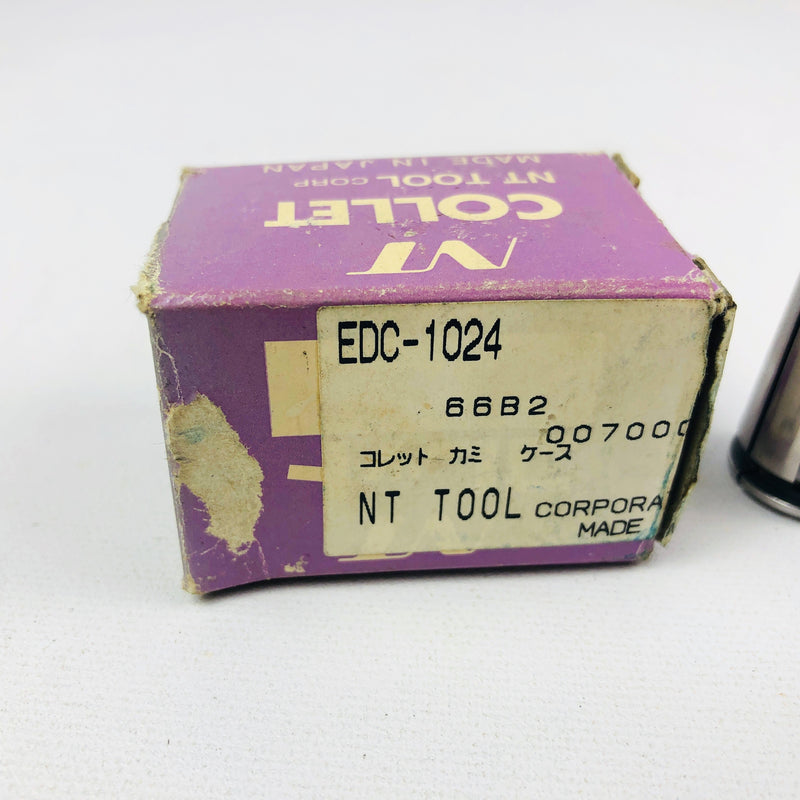 MADE IN JAPAN
NT TOOL CORP
COLLET
NT
EDC-1024
66B2
00700
コレット カミ ケース
NT TOOL CORPORA
MADE